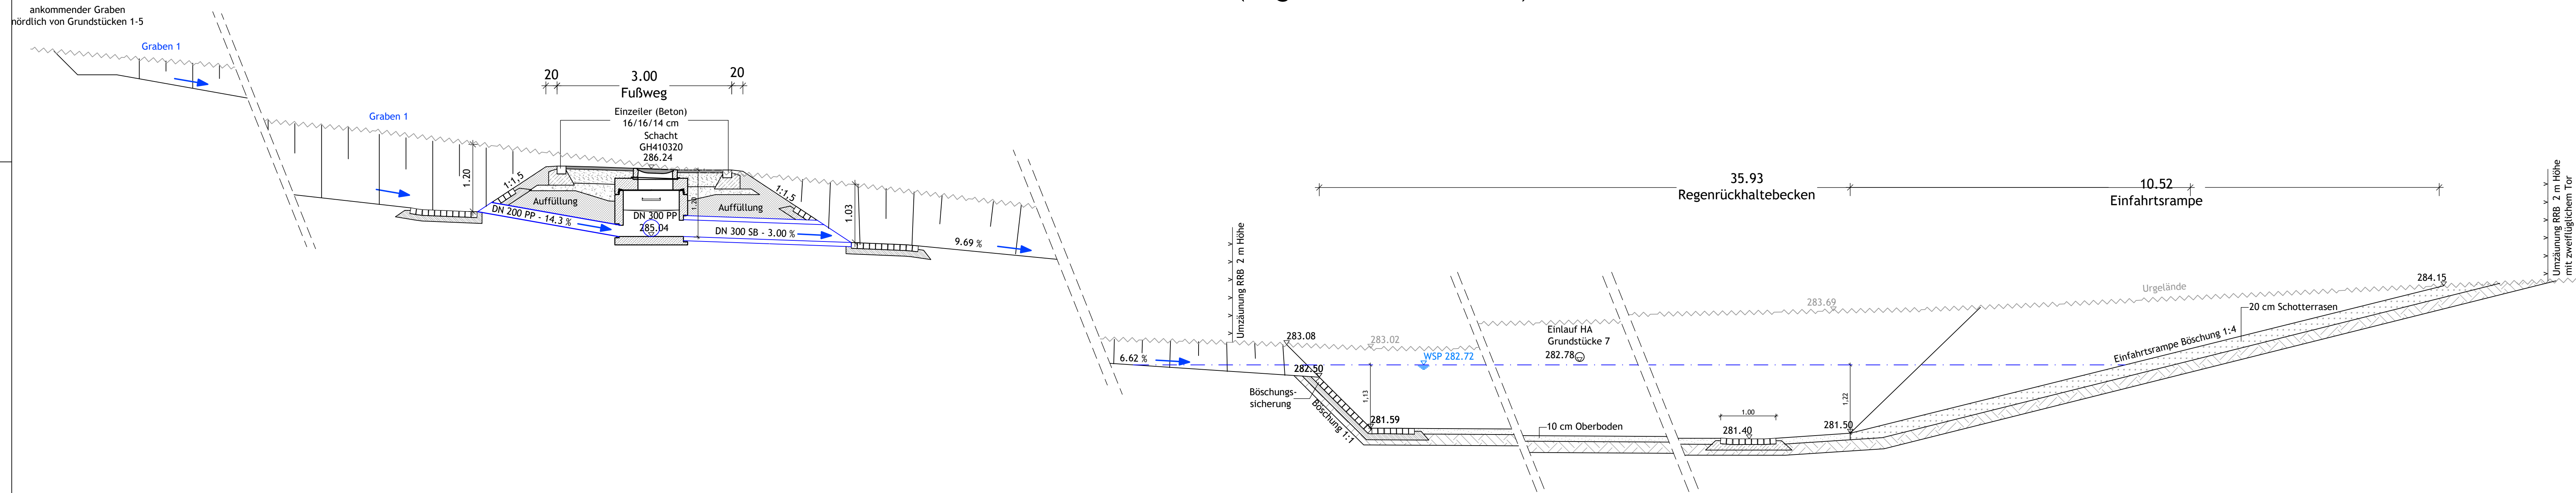 ankommender Graben
nördlich von Grundstücken 1-5
Graben 1
Graben 1
20
3.00
20
Fußweg
Einzeiler (Beton)
16/16/14 cm
Schacht
GH410320
286.24
1.20
1:1.5
1:1.5
Auffüllung
Auffüllung
1.20
1.03
DN 200 PP - 14.3 %
DN 300 PP
285.04
DN 300 SB - 3.00 %
9.69 %
6.62 %
Umzäunung RRB 2 m Höhe
35.93
Regenrückhaltebecken
10.52
Einfahrtsrampe
Umzäunung RRB 2 m Höhe
mit zweiflüglichem Tor
283.08
283.02
WSP 282.72
282.50
Böschungs-
sicherung
Böschung 1:1
1,13
281.59
Einlauf HA
Grundstücke 7
282.78
10 cm Oberboden
283.69
1.00
281.40
281.50
1,22
Urgelände
284.15
20 cm Schotterrasen
Einfahrtsrampe Böschung 1:4